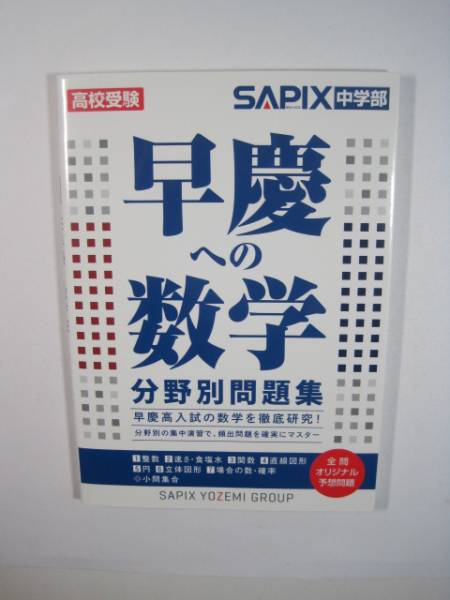 高校受験
SAPIX中学部
早慶
への
数学
分野別問題集
早慶高入試の数学を徹底研究!
分野別の集中演習で、頻出問題を確実にマスター
1整数 2速さ・食塩水 3関数 4直線図形
5円 6立体図形 7場合の数・確率
◎小問集合
全問
オリジナル
予想問題
SAPIX YOZEMI GROUP